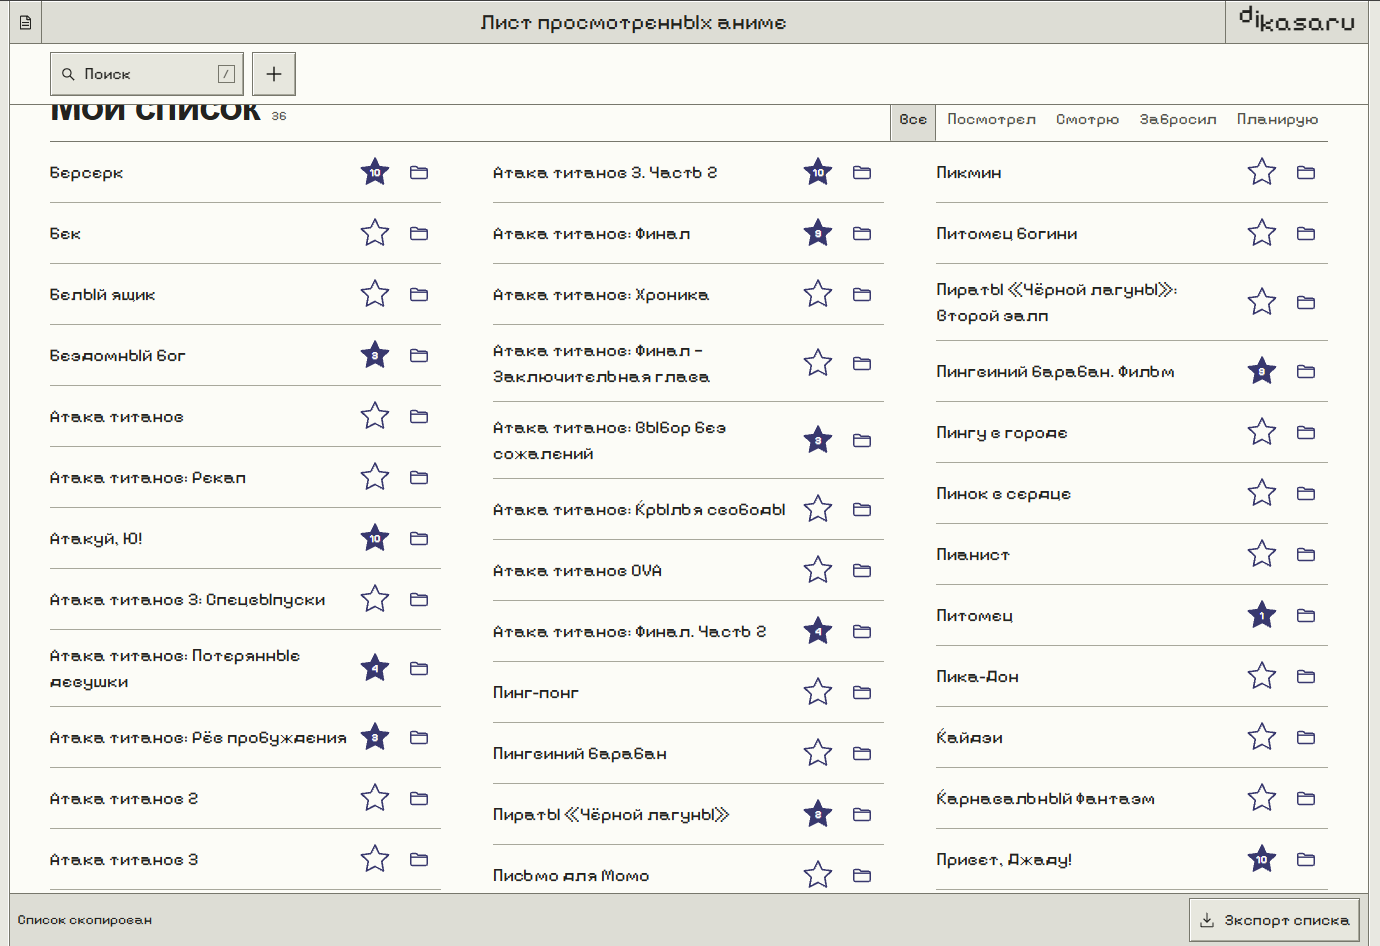 Лист просмотренных аниме
dikasaru
Поиск
/
Мой список 36
Все
Посмотрел
Смотрю
Забросил
Планирую
Берсерк
10
Бек
Белый ящик
Бездомный бог
Атака титанов
Атака титанов: Рекап
Атакуй, Ю!
10
Атака титанов 3: Спецвыпуски
Атака титанов: Потерянные
девушки
4
Атака титанов: Рёв пробуждения
Атака титанов 2
Атака титанов 3
Атака титанов 3. Часть 2
10
Атака титанов: Финал
9
Атака титанов: Хроника
Атака титанов: Финал -
Заключительная глава
Атака титанов: Выбор без
сожалений
Атака титанов: Крылья свободы
Атака титанов OVA
Атака титанов: Финал. Часть 2
4
Пинг-понг
Пингвиний барабан
Пираты «Чёрной лагуны»
8
Письмо для Момо
Пикмин
Питомец богини
Пираты «Чёрной лагуны»:
Второй залп
Пингвиний барабан. Фильм
9
Пингу в городе
Пинок в сердце
Пианист
Питомец
1
Пика-Дон
Кайдзи
Карнавальный фантазм
Привет, Джаду!
10
Список скопирован
Экспорт списка